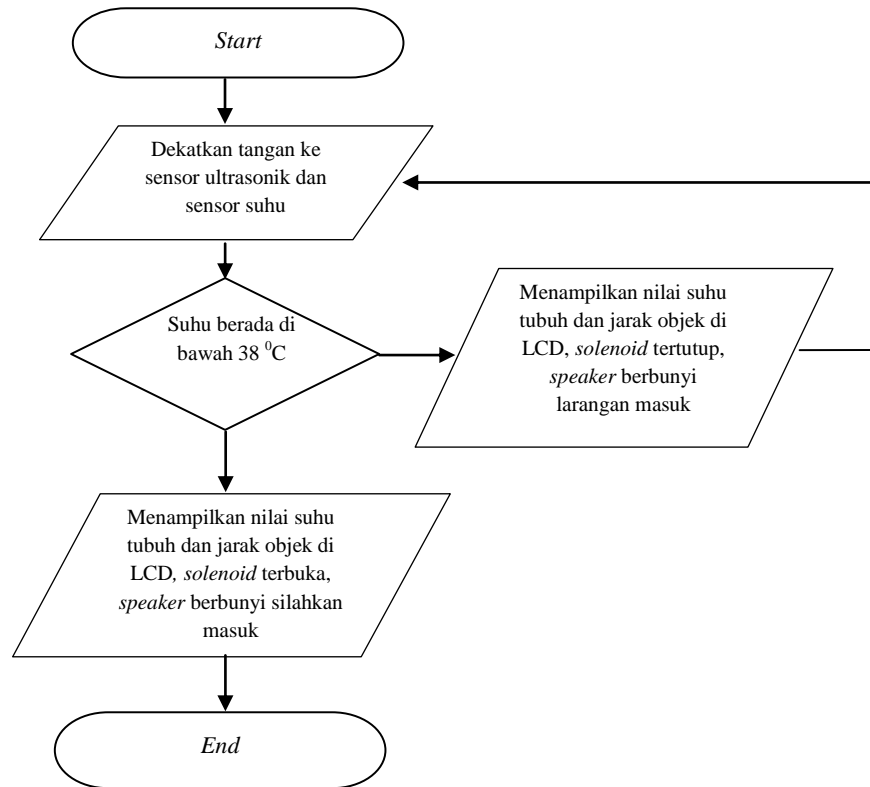 Start
Dekatkan tangan ke
sensor ultrasonik dan
sensor suhu
Suhu berada di
bawah 38 ⁰C
Menampilkan nilai suhu
tubuh dan jarak objek di
LCD, solenoid tertutup,
speaker berbunyi
larangan masuk
Menampilkan nilai suhu
tubuh dan jarak objek di
LCD, solenoid terbuka,
speaker berbunyi silahkan
masuk
End